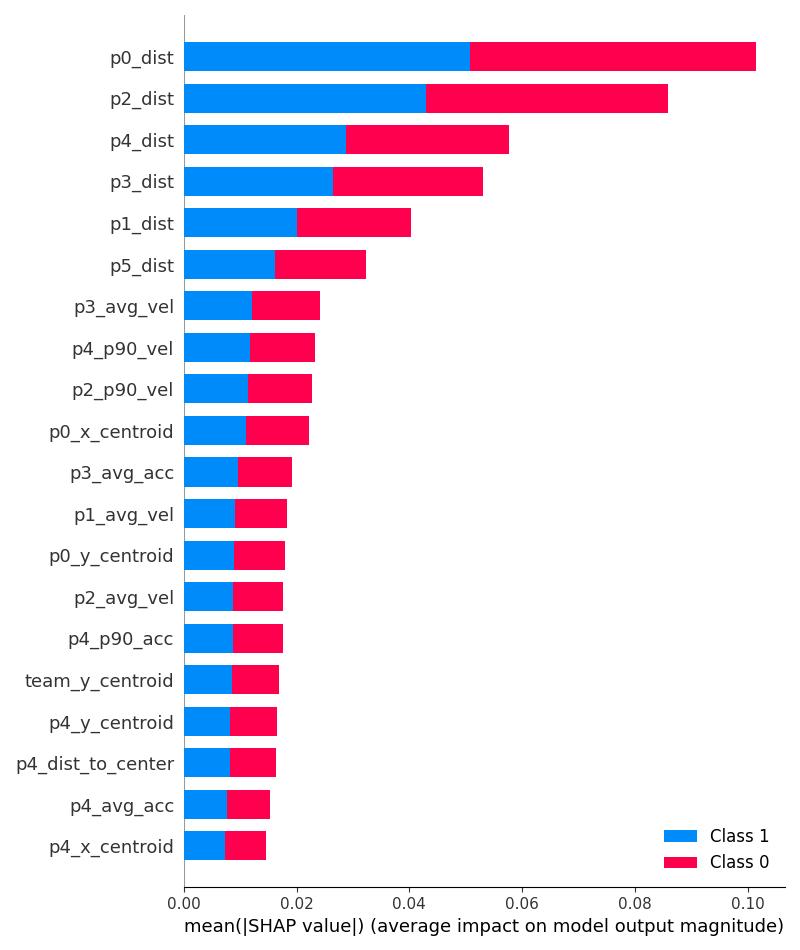 p0_dist
p2_dist
p4_dist
p3_dist
p1_dist
p5_dist
p3_avg_vel
p4_p90_vel
p2_p90_vel
p0_x_centroid
p3_avg_acc
p1_avg_vel
p0_y_centroid
p2_avg_vel
p4_p90_acc
team_y_centroid
p4_y_centroid
p4_dist_to_center
p4_avg_acc
p4_x_centroid
Class 1
Class 0
0.00 0.02 0.04 0.06 0.08 0.10
mean(|SHAP value|) (average impact on model output magnitude)